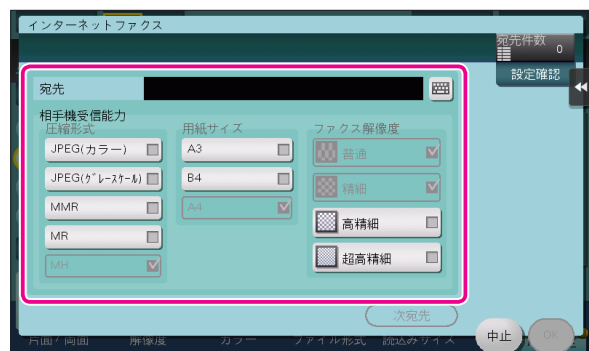 インターネットファクス
宛先件数
0
設定確認
宛先
相手機受信能力
圧縮形式
用紙サイズ
ファクス解像度
JPEG(カラー)
A3
普通
JPEG(グレースケール)
B4
精細
MMR
A4
高精細
MR
超高精細
MH
次宛先
片面/両面
解像度
カラー
ファイル形式
読込みサイズ
中止
OK